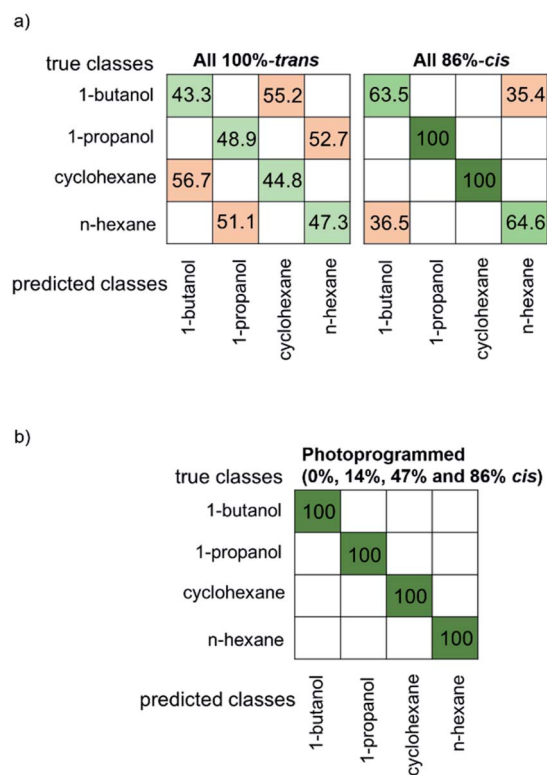 a)
All 100%-trans All 86%-cis
true classes
1-butanol 43.3 55.2 63.5 35.4
1-propanol 48.9 52.7 100
cyclohexane 56.7 44.8 100
n-hexane 51.1 47.3 36.5 64.6
predicted classes 1-butanol 1-propanol cyclohexane n-hexane 1-butanol 1-propanol cyclohexane n-hexane
b)
Photoprogrammed
true classes (0%, 14%, 47% and 86% cis)
1-butanol 100
1-propanol 100
cyclohexane 100
n-hexane 100
predicted classes 1-butanol 1-propanol cyclohexane n-hexane